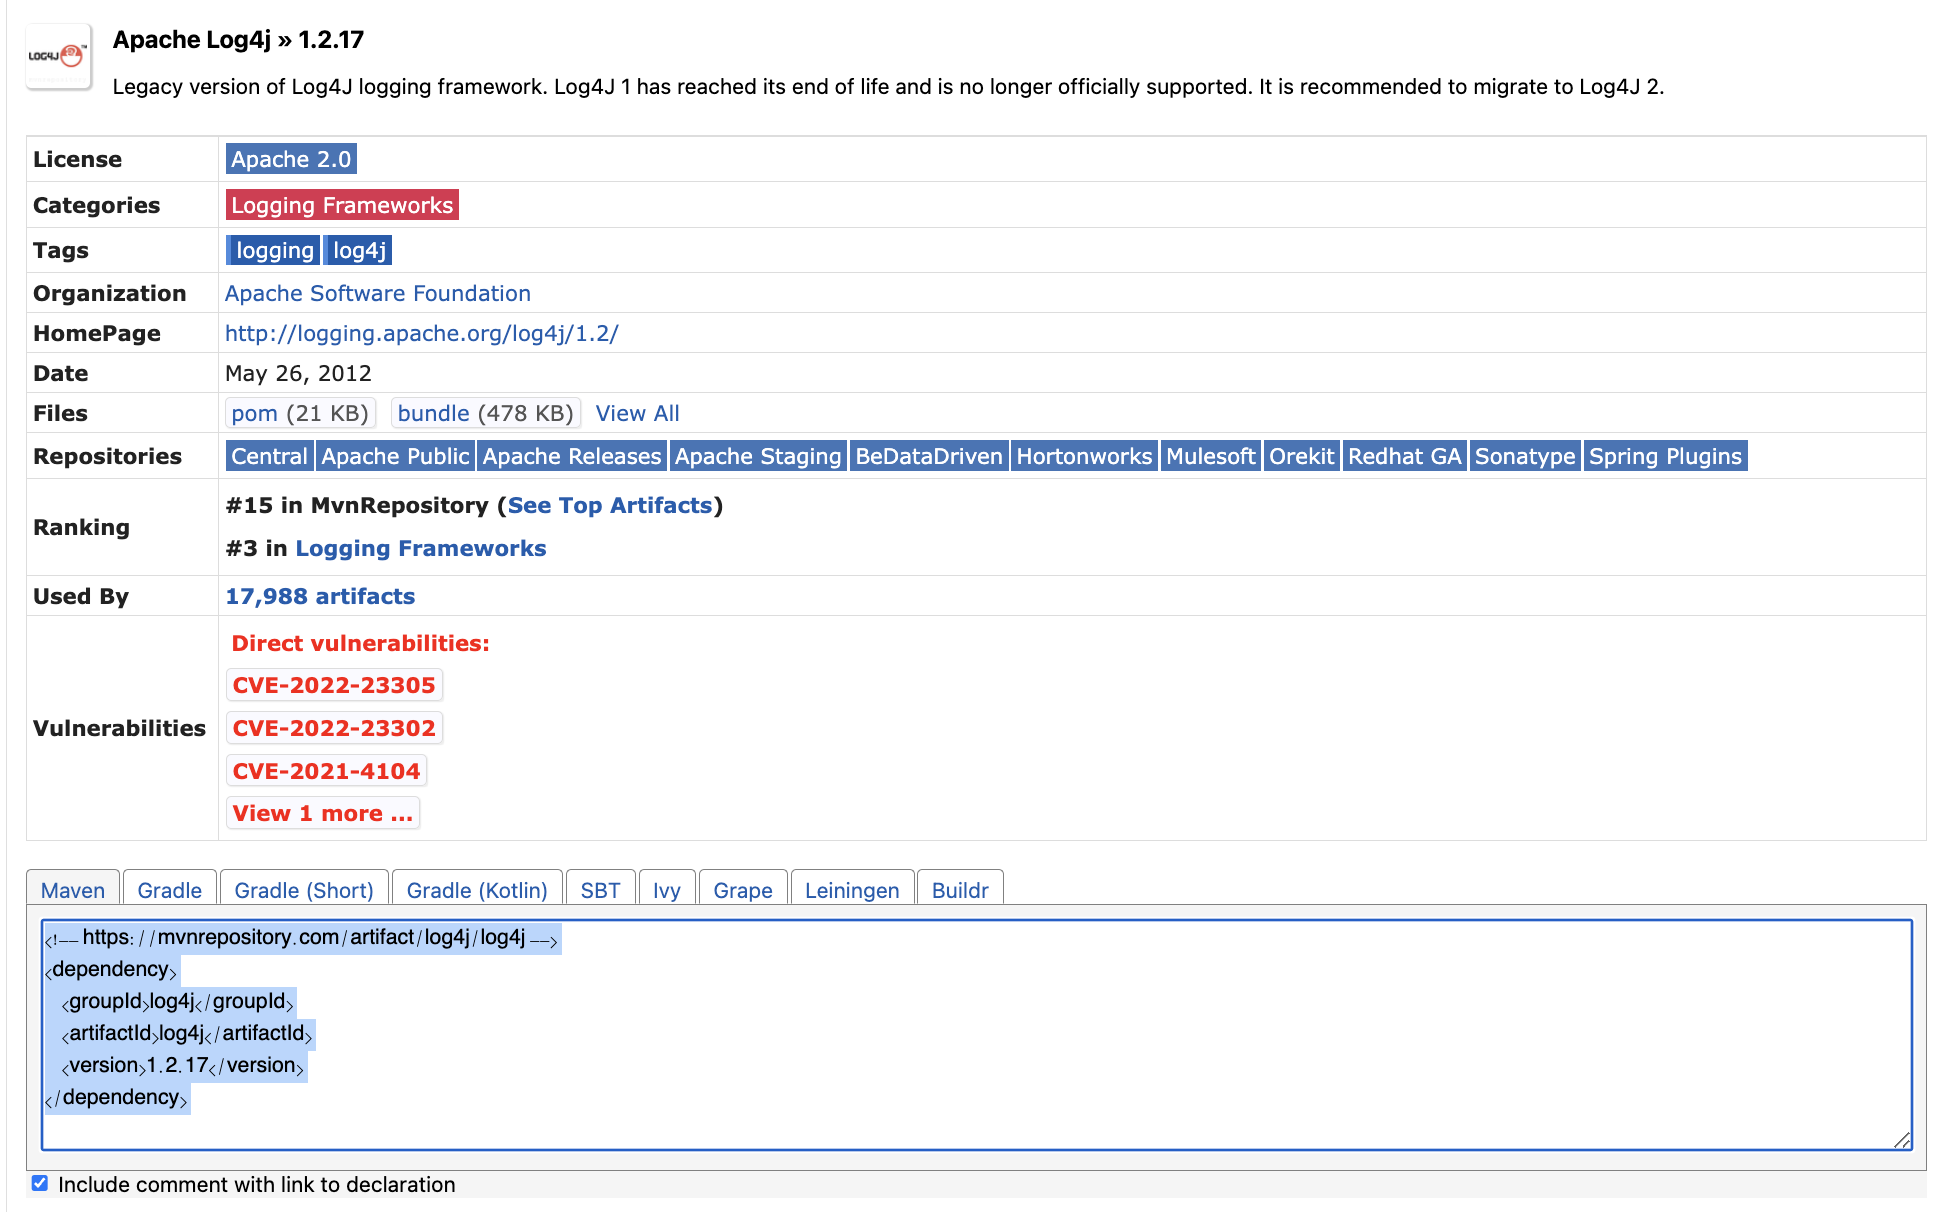 LOG4J™
Apache Log4j » 1.2.17
Legacy version of Log4J logging framework. Log4J 1 has reached its end of life and is no longer officially supported. It is recommended to migrate to Log4J 2.
License Apache 2.0
Categories Logging Frameworks
Tags logging log4j
Organization Apache Software Foundation
HomePage http://logging.apache.org/log4j/1.2/
Date May 26, 2012
Files pom (21 KB) bundle (478 KB) View All
Repositories Central Apache Public Apache Releases Apache Staging BeDataDriven Hortonworks Mulesoft Orekit Redhat GA Sonatype Spring Plugins
Ranking #15 in MvnRepository (See Top Artifacts)
#3 in Logging Frameworks
Used By 17,988 artifacts
Vulnerabilities Direct vulnerabilities:
CVE-2022-23305
CVE-2022-23302
CVE-2021-4104
View 1 more ...
Maven Gradle Gradle (Short) Gradle (Kotlin) SBT Ivy Grape Leiningen Buildr
<!-- https://mvnrepository.com/artifact/log4j/log4j -->
<dependency>
<groupId>log4j</groupId>
<artifactId>log4j</artifactId>
<version>1.2.17</version>
</dependency>
Include comment with link to declaration